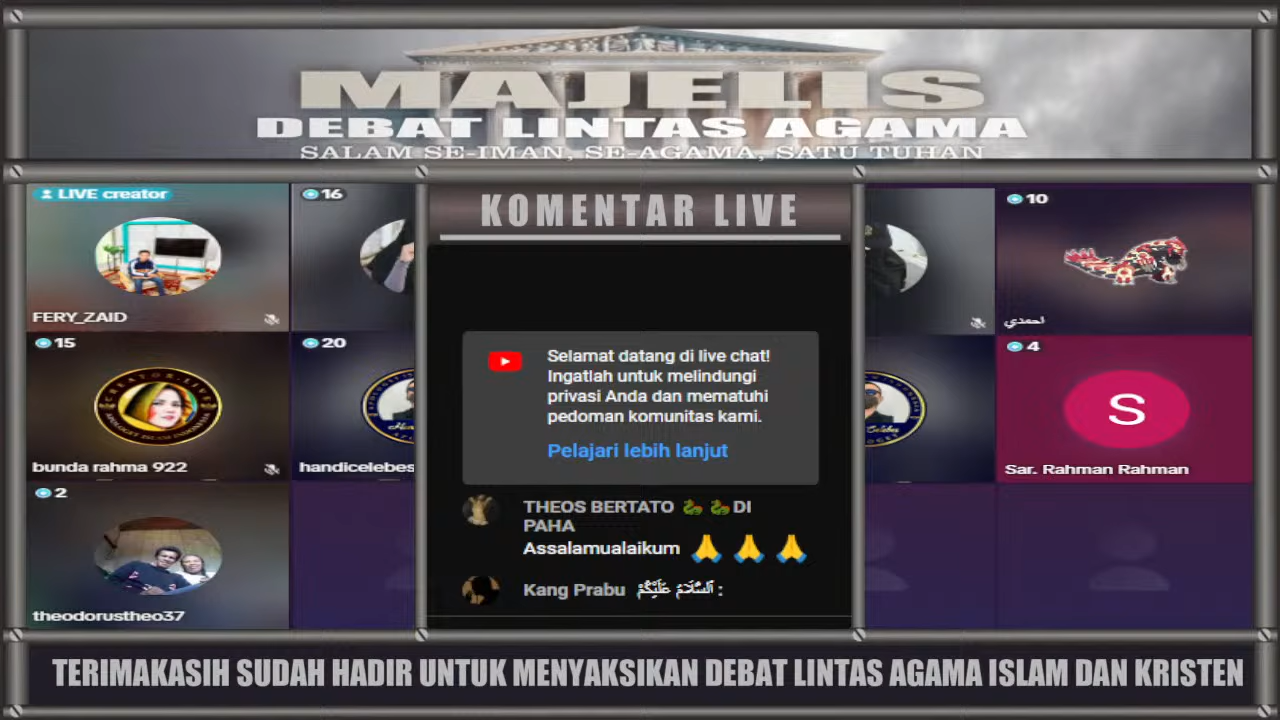 MAJELIS
DEBAT LINTAS AGAMA
SALAM SE-IMAN, SE-AGAMA, SATU TUHAN
LIVE creator
FERY_ZAID
16
KOMENTAR LIVE
10
احمدي
15
bunda rahma 922
20
handicelebes
Selamat datang di live chat!
Ingatlah untuk melindungi
privasi Anda dan mematuhi
pedoman komunitas kami.
Pelajari lebih lanjut
4
S
Sar. Rahman Rahman
2
theodorustheo37
THEOS BERTATO 🐉 🐉DI
PAHA
Assalamualaikum 🙏 🙏 🙏
Kang Prabu اَلسَّلَامُ عَلَيْكُمْ :
TERIMAKASIH SUDAH HADIR UNTUK MENYAKSIKAN DEBAT LINTAS AGAMA ISLAM DAN KRISTEN